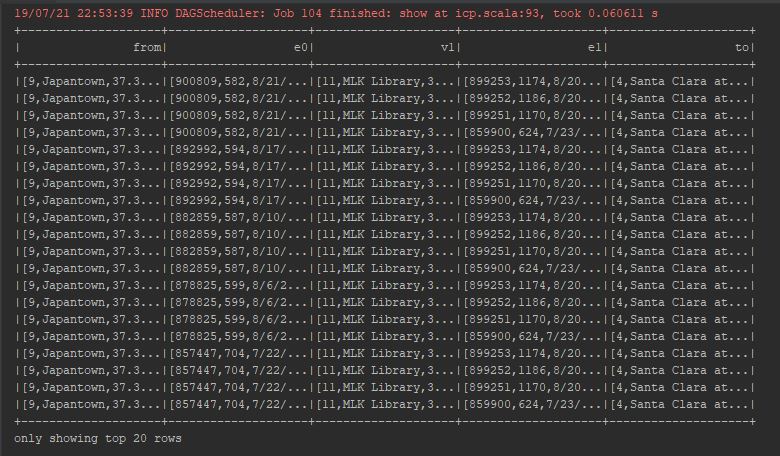 19/07/21 22:53:39 INFO DAGScheduler: Job 104 finished: show at icp.scala:93, took 0.060611 s
+--------------------+--------------------+--------------------+--------------------+--------------------+
|                from|                  e0|                  v1|                  e1|                  to|
+--------------------+--------------------+--------------------+--------------------+--------------------+
|[9,Japantown,37.3...|[900809,582,8/21/...|[11,MLK Library,3...|[899253,1174,8/20...|[4,Santa Clara at...|
|[9,Japantown,37.3...|[900809,582,8/21/...|[11,MLK Library,3...|[899252,1186,8/20...|[4,Santa Clara at...|
|[9,Japantown,37.3...|[900809,582,8/21/...|[11,MLK Library,3...|[899251,1170,8/20...|[4,Santa Clara at...|
|[9,Japantown,37.3...|[900809,582,8/21/...|[11,MLK Library,3...|[859900,624,7/23/...|[4,Santa Clara at...|
|[9,Japantown,37.3...|[892992,594,8/17/...|[11,MLK Library,3...|[899253,1174,8/20...|[4,Santa Clara at...|
|[9,Japantown,37.3...|[892992,594,8/17/...|[11,MLK Library,3...|[899252,1186,8/20...|[4,Santa Clara at...|
|[9,Japantown,37.3...|[892992,594,8/17/...|[11,MLK Library,3...|[899251,1170,8/20...|[4,Santa Clara at...|
|[9,Japantown,37.3...|[892992,594,8/17/...|[11,MLK Library,3...|[859900,624,7/23/...|[4,Santa Clara at...|
|[9,Japantown,37.3...|[882859,587,8/10/...|[11,MLK Library,3...|[899253,1174,8/20...|[4,Santa Clara at...|
|[9,Japantown,37.3...|[882859,587,8/10/...|[11,MLK Library,3...|[899252,1186,8/20...|[4,Santa Clara at...|
|[9,Japantown,37.3...|[882859,587,8/10/...|[11,MLK Library,3...|[899251,1170,8/20...|[4,Santa Clara at...|
|[9,Japantown,37.3...|[882859,587,8/10/...|[11,MLK Library,3...|[859900,624,7/23/...|[4,Santa Clara at...|
|[9,Japantown,37.3...|[878825,599,8/6/2...|[11,MLK Library,3...|[899253,1174,8/20...|[4,Santa Clara at...|
|[9,Japantown,37.3...|[878825,599,8/6/2...|[11,MLK Library,3...|[899252,1186,8/20...|[4,Santa Clara at...|
|[9,Japantown,37.3...|[878825,599,8/6/2...|[11,MLK Library,3...|[899251,1170,8/20...|[4,Santa Clara at...|
|[9,Japantown,37.3...|[878825,599,8/6/2...|[11,MLK Library,3...|[859900,624,7/23/...|[4,Santa Clara at...|
|[9,Japantown,37.3...|[857447,704,7/22/...|[11,MLK Library,3...|[899253,1174,8/20...|[4,Santa Clara at...|
|[9,Japantown,37.3...|[857447,704,7/22/...|[11,MLK Library,3...|[899252,1186,8/20...|[4,Santa Clara at...|
|[9,Japantown,37.3...|[857447,704,7/22/...|[11,MLK Library,3...|[899251,1170,8/20...|[4,Santa Clara at...|
|[9,Japantown,37.3...|[857447,704,7/22/...|[11,MLK Library,3...|[859900,624,7/23/...|[4,Santa Clara at...|
+--------------------+--------------------+--------------------+--------------------+--------------------+
only showing top 20 rows